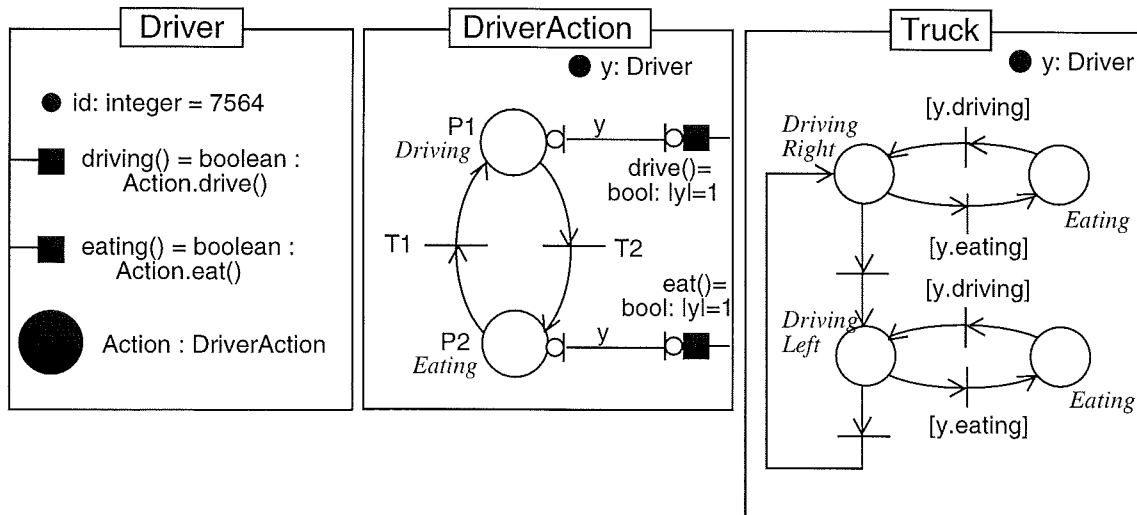 Driver
id: integer = 7564
driving() = boolean :
Action.drive()
eating() = boolean :
Action.eat()
Action : DriverAction
DriverAction
y: Driver
P1
Driving
y
drive()=
bool: |y|=1
T1
T2
eat()=
bool: |y|=1
P2
Eating
y
Truck
y: Driver
[y.driving]
Driving
Right
Eating
[y.eating]
[y.driving]
Driving
Left
Eating
[y.eating]